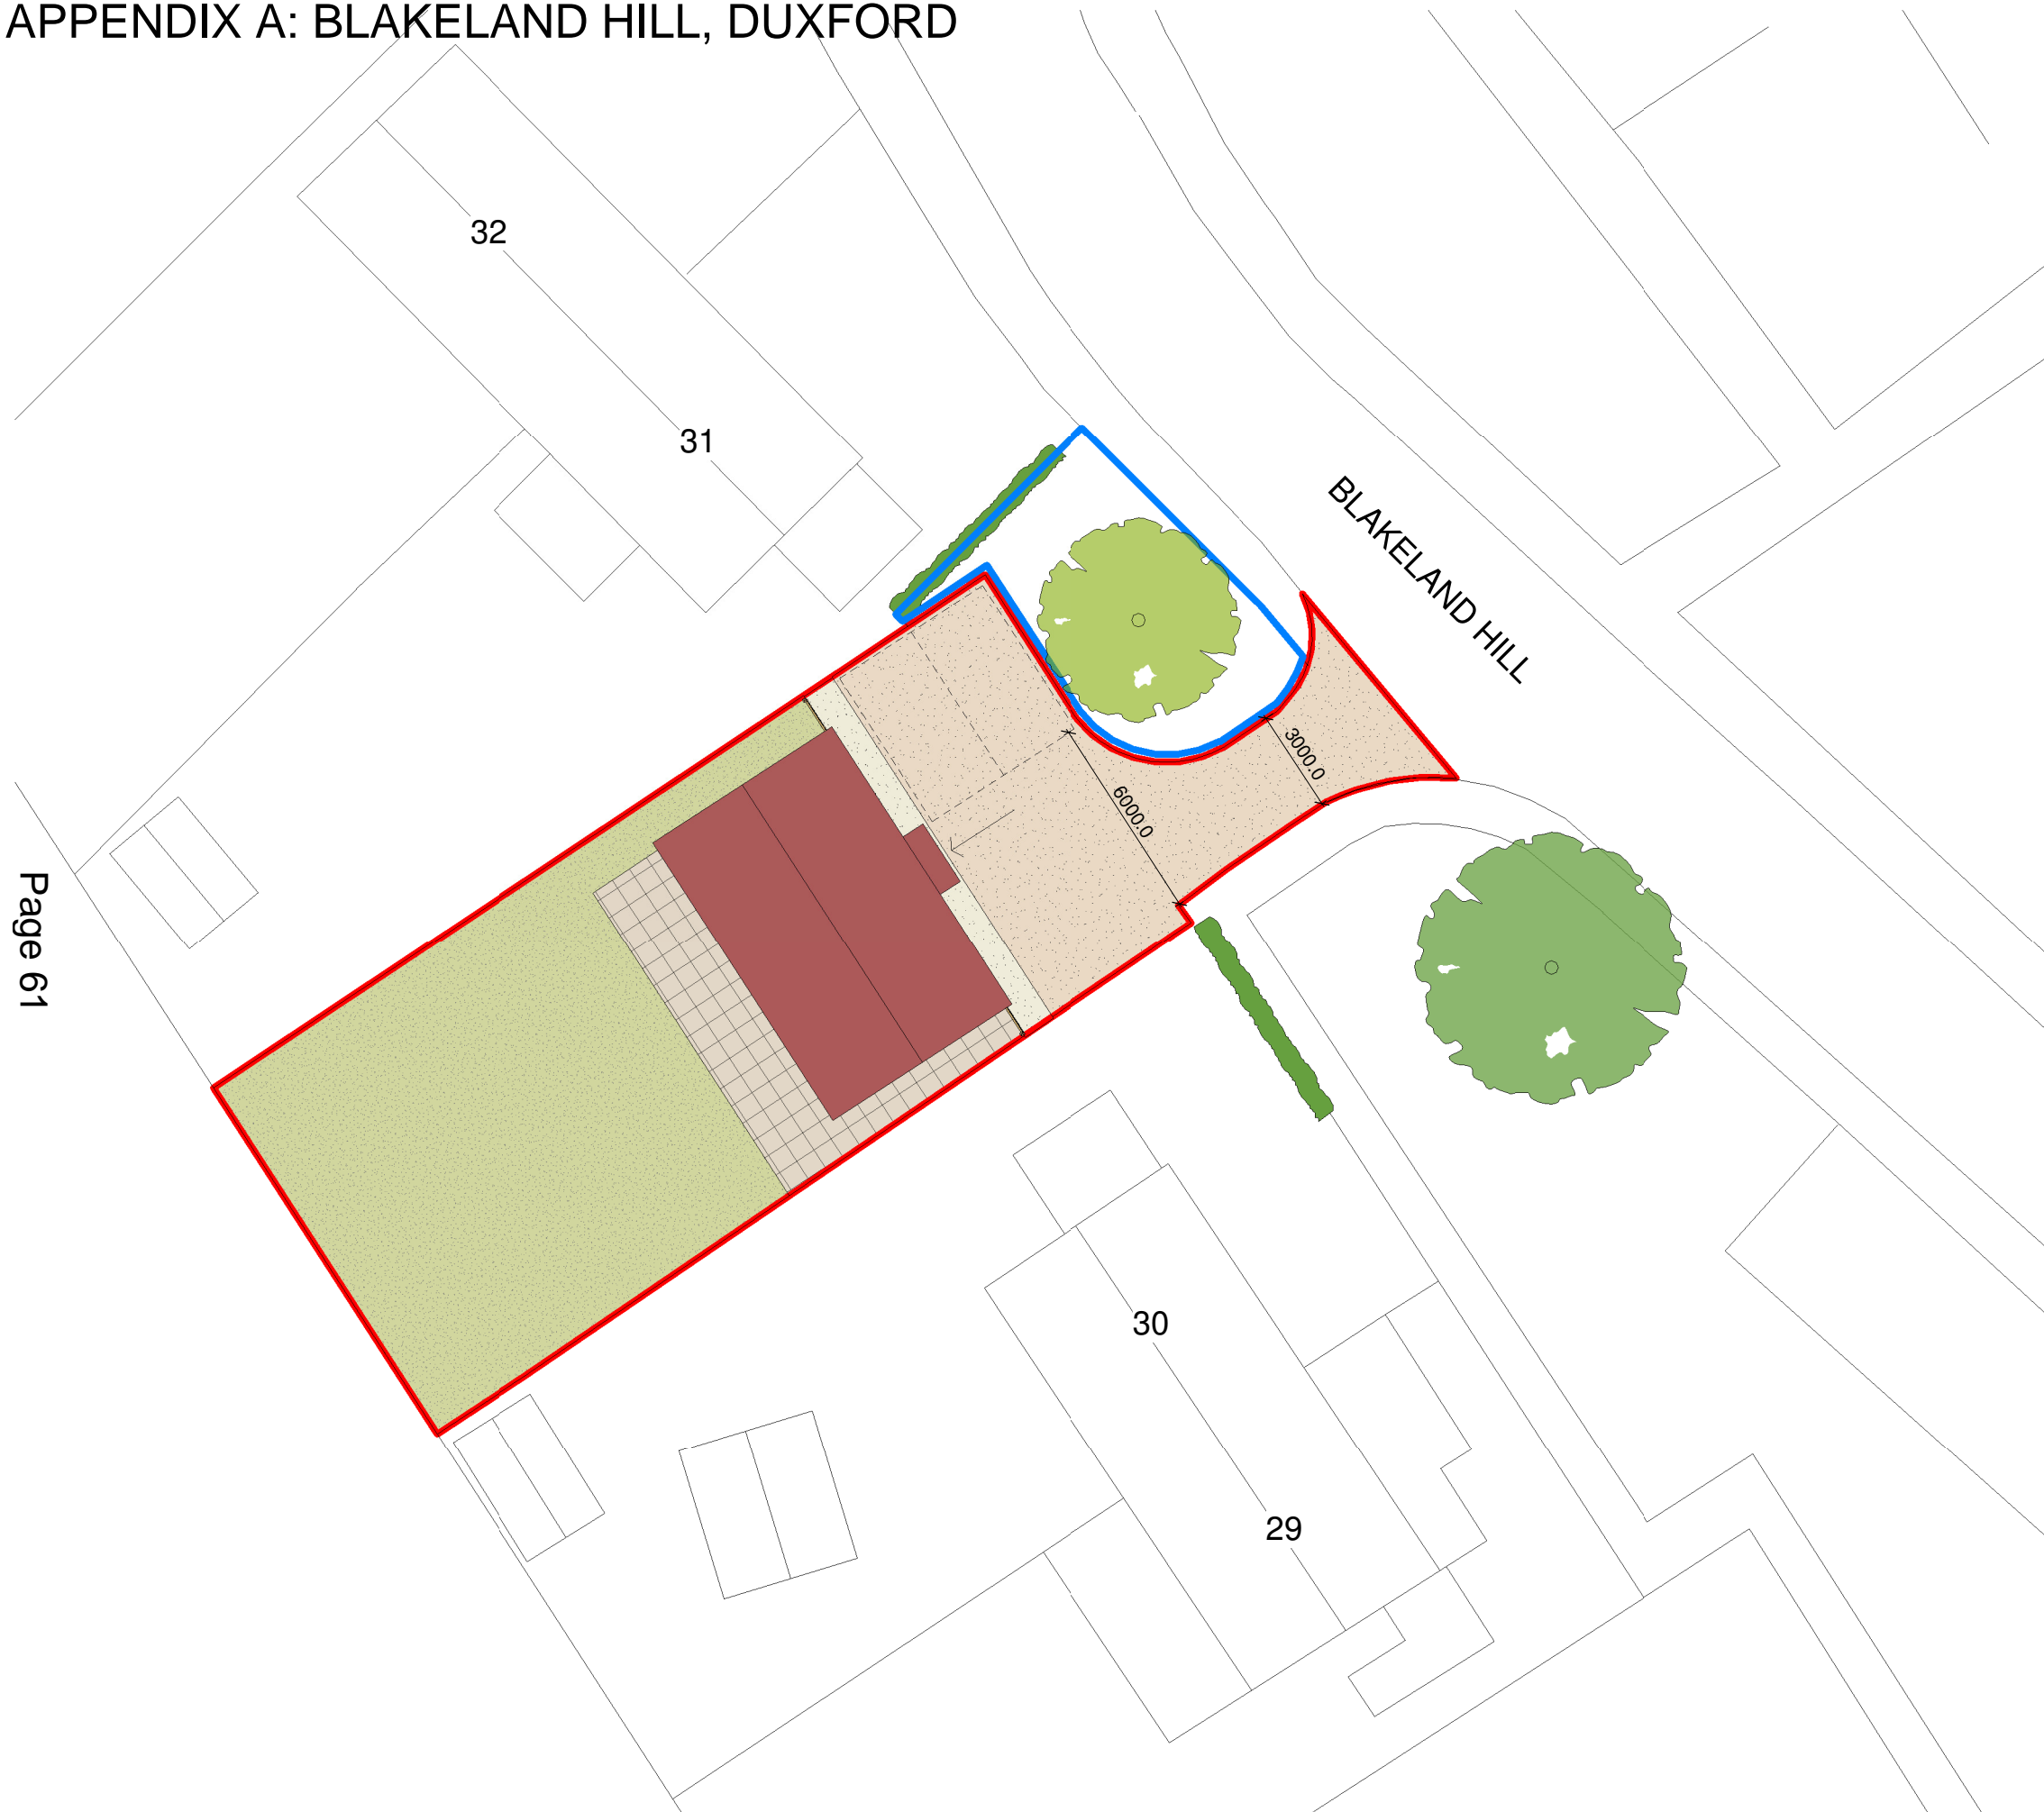 APPENDIX A: BLAKELAND HILL, DUXFORD
32
31
BLAKELAND HILL
3000.0
6000.0
Page 61
30
29